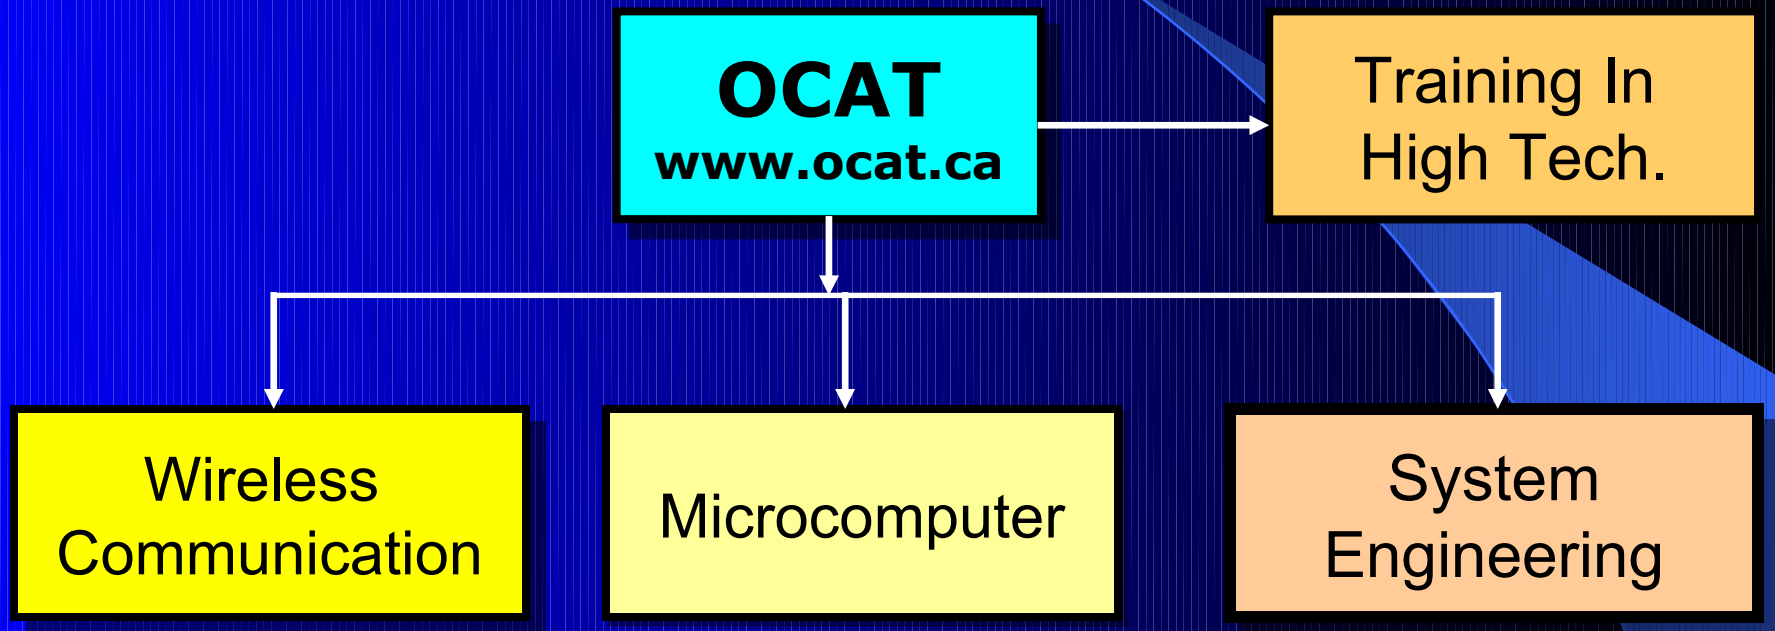 OCAT
www.ocat.ca
Training In
High Tech.
Wireless
Communication
Microcomputer
System
Engineering